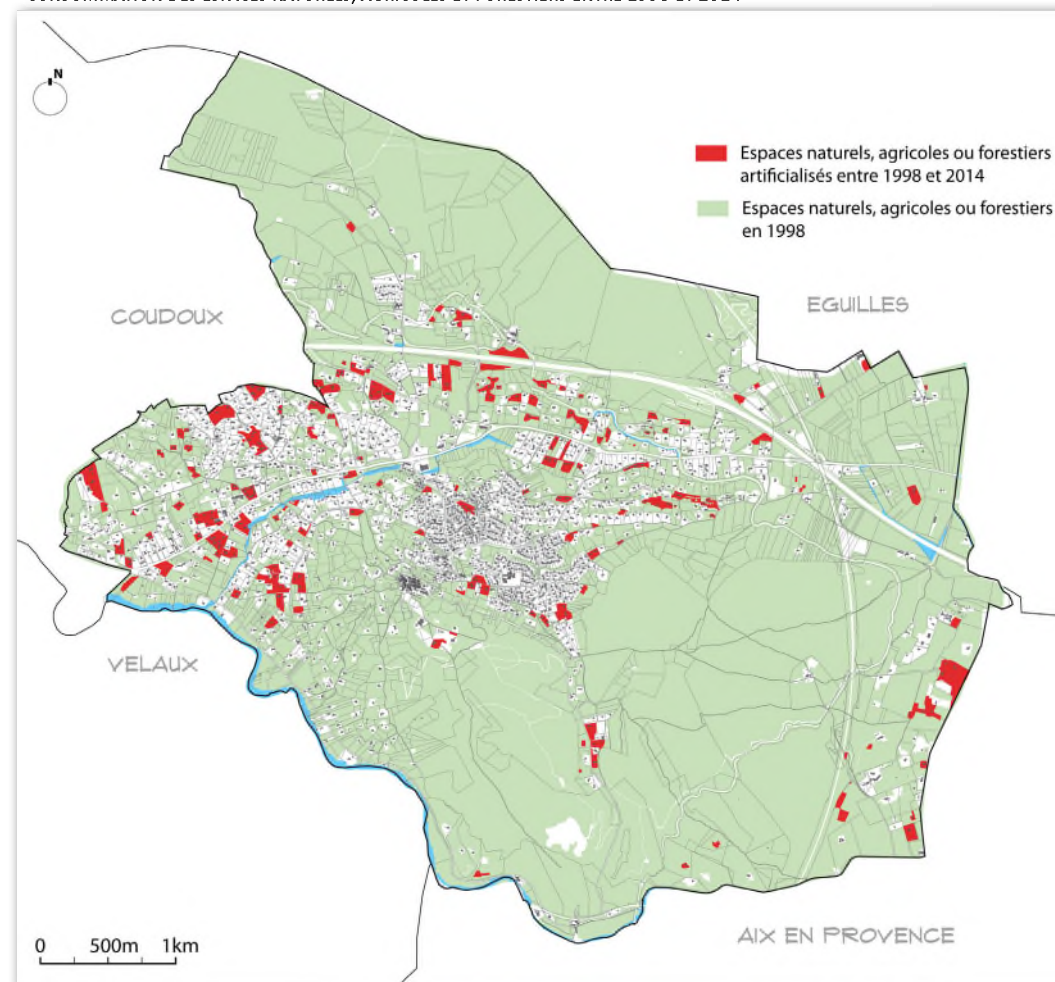 N
Espaces naturels, agricoles ou forestiers
artificialisés entre 1998 et 2014
Espaces naturels, agricoles ou forestiers
en 1998
COUDOUX
EGUILLES
VELAUX
AIX EN PROVENCE
0 500m 1km